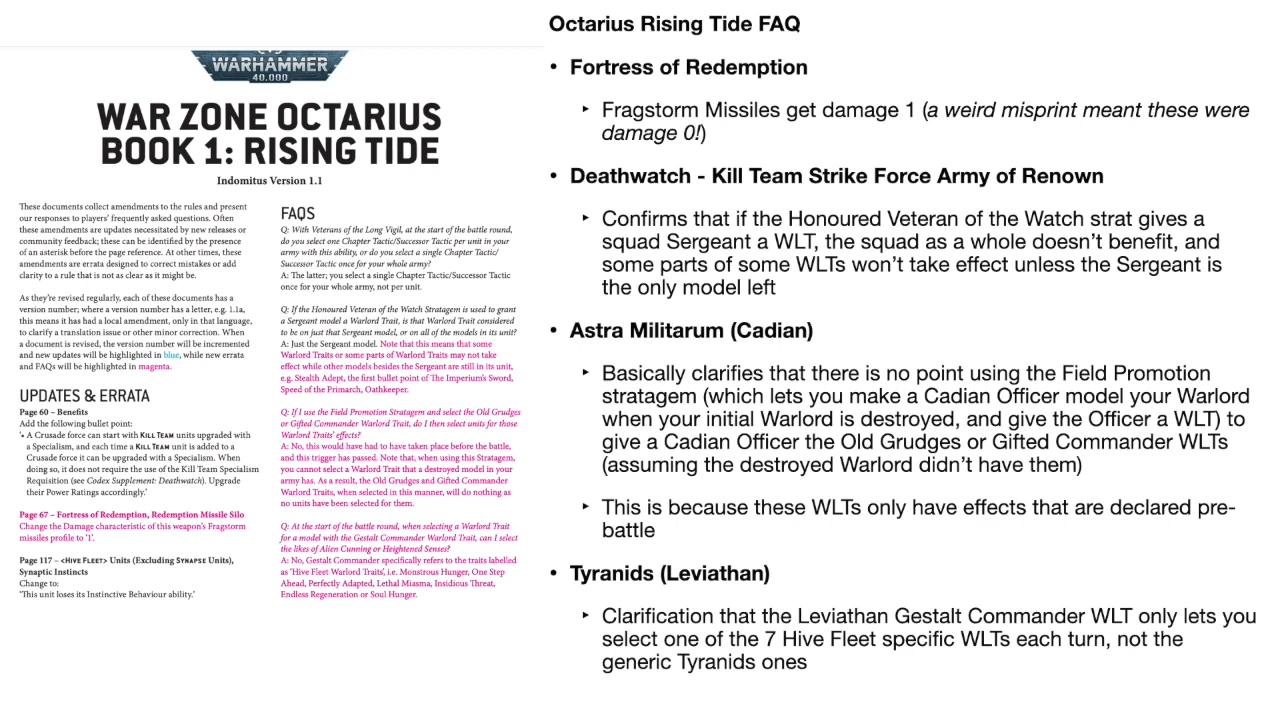 WARHAMMER
40,000
WAR ZONE OCTARIUS
BOOK 1: RISING TIDE
Indomitus Version 1.1
These documents collect amendments to the rules and present
our responses to players’ frequently asked questions. Often
these amendments are updates necessitated by new releases or
community feedback; these can be identified by the presence
of an asterisk before the page reference. At other times, these
amendments are errata designed to correct mistakes or add
clarity to a rule that is not as clear as it might be.
As they’re revised regularly, each of these documents has a
version number; where a version number has a letter, e.g. 1.1a,
this means it has had a local amendment, only in that language,
to clarify a translation issue or other minor correction. When
a document is revised, the version number will be incremented
and new updates will be highlighted in blue, while new errata
and FAQs will be highlighted in magenta.
UPDATES & ERRATA
Page 60 – Benefits
Add the following bullet point:
‘• A Crusade force can start with KILL TEAM units upgraded with
a Specialism, and each time a KILL TEAM unit is added to a
Crusade force it can be upgraded with a Specialism. When
doing so, it does not require the use of the Kill Team Specialism
Requisition (see Codex Supplement: Deathwatch). Upgrade
their Power Ratings accordingly.’
Page 67 – Fortress of Redemption, Redemption Missile Silo
Change the Damage characteristic of this weapon’s Fragstorm
missiles profile to ‘1’.
Page 117 – <HIVE FLEET> Units (Excluding SYNAPSE Units),
Synaptic Instincts
Change to:
‘This unit loses its Instinctive Behaviour ability.’
FAQS
Q: With Veterans of the Long Vigil, at the start of the battle round,
do you select one Chapter Tactic/Successor Tactic per unit in your
army with this ability, or do you select a single Chapter Tactic/
Successor Tactic once for your whole army?
A: The latter; you select a single Chapter Tactic/Successor Tactic
once for your whole army, not per unit.
Q: If the Honoured Veteran of the Watch Stratagem is used to grant
a Sergeant model a Warlord Trait, is that Warlord Trait considered
to be on just that Sergeant model, or on all of the models in its unit?
A: Just the Sergeant model. Note that this means that some
Warlord Traits or some parts of Warlord Traits may not take
effect while other models besides the Sergeant are still in its unit,
e.g. Stealth Adept, the first bullet point of The Imperium’s Sword,
Speed of the Primarch, Oathkeeper.
Q: If I use the Field Promotion Stratagem and select the Old Grudges
or Gifted Commander Warlord Trait, do I then select units for those
Warlord Traits’ effects?
A: No, this would have had to have taken place before the battle,
and this trigger has passed. Note that, when using this Stratagem,
you cannot select a Warlord Trait that a destroyed model in your
army has. As a result, the Old Grudges and Gifted Commander
Warlord Traits, when selected in this manner, will do nothing as
no units have been selected for them.
Q: At the start of the battle round, when selecting a Warlord Trait
for a model with the Gestalt Commander Warlord Trait, can I select
the likes of Alien Cunning or Heightened Senses?
A: No, Gestalt Commander specifically refers to the traits labelled
as ‘Hive Fleet Warlord Traits’, i.e. Monstrous Hunger, One Step
Ahead, Perfectly Adapted, Lethal Miasma, Insidious Threat,
Endless Regeneration or Soul Hunger.
Octarius Rising Tide FAQ
• Fortress of Redemption
‣ Fragstorm Missiles get damage 1 (a weird misprint meant these were
damage 0!)
• Deathwatch - Kill Team Strike Force Army of Renown
‣ Confirms that if the Honoured Veteran of the Watch strat gives a
squad Sergeant a WLT, the squad as a whole doesn’t benefit, and
some parts of some WLTs won’t take effect unless the Sergeant is
the only model left
• Astra Militarum (Cadian)
‣ Basically clarifies that there is no point using the Field Promotion
stratagem (which lets you make a Cadian Officer model your Warlord
when your initial Warlord is destroyed, and give the Officer a WLT) to
give a Cadian Officer the Old Grudges or Gifted Commander WLTs
(assuming the destroyed Warlord didn’t have them)
‣ This is because these WLTs only have effects that are declared pre-
battle
• Tyranids (Leviathan)
‣ Clarification that the Leviathan Gestalt Commander WLT only lets you
select one of the 7 Hive Fleet specific WLTs each turn, not the
generic Tyranids ones